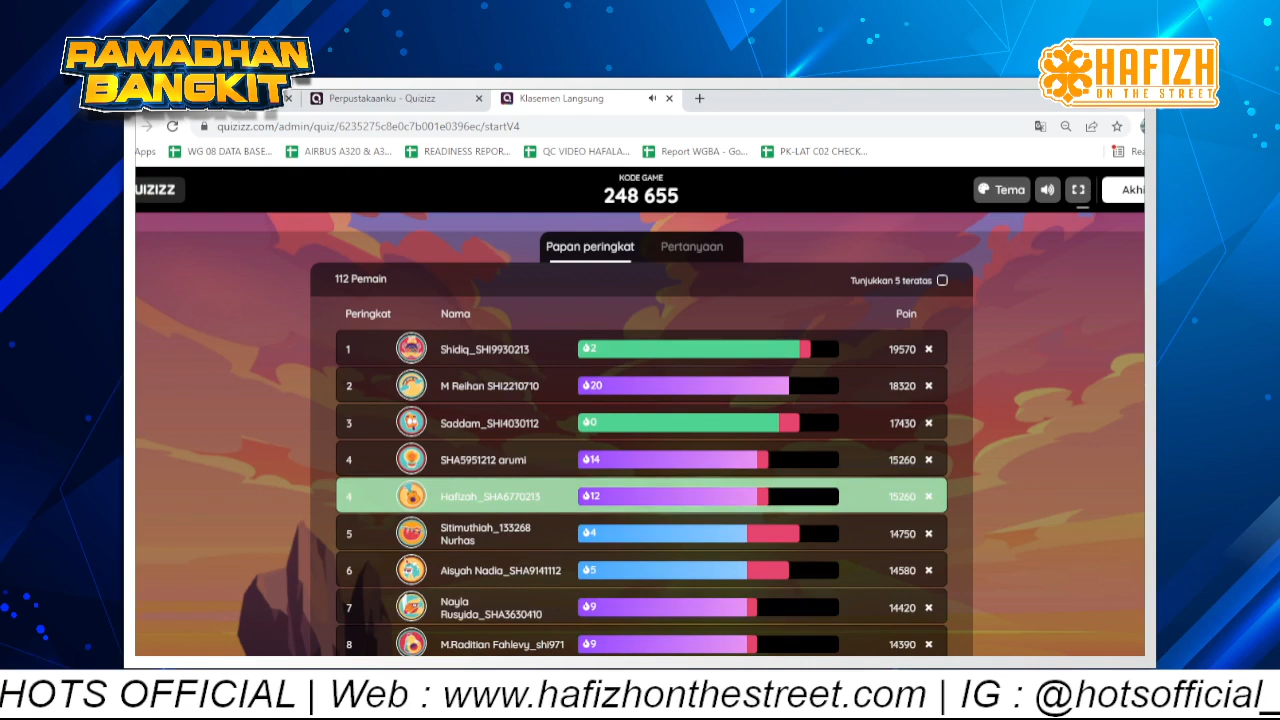 RAMADHAN
BANGKIT
HAFIZH
ON THE STREET
Perpustakaanku - Quizizz
Klasemen Langsung
quizizz.com/admin/quiz/6235275c8e0c7b001e0396ec/startV4
Apps
WG 08 DATA BASE...
AIRBUS A320 & A3...
READINESS REPOR...
QC VIDEO HAFALA...
Report WGBA - Go...
PK-LAT C02 CHECK...
Rea
UIZIZZ
KODE GAME
248 655
Tema
Akhi
Papan peringkat
Pertanyaan
112 Pemain
Tunjukkan 5 teratas
Peringkat Nama Poin
1 Shidiq_SHI9930213 2 19570
2 M Reihan SHI2210710 20 18320
3 Saddam_SHI4030112 0 17430
4 SHA5951212 arumi 14 15260
4 Hafizah_SHA6770213 12 15260
5 Sitimuthiah_133268 4 14750
Nurhas
6 Aisyah Nadia_SHA9141112 5 14580
7 Nayla 9 14420
Rusyida_SHA3630410
8 M.Raditian Fahlevy_shi971 9 14390
HOTS OFFICIAL | Web : www.hafizhonthestreet.com | IG : @hotsofficial_